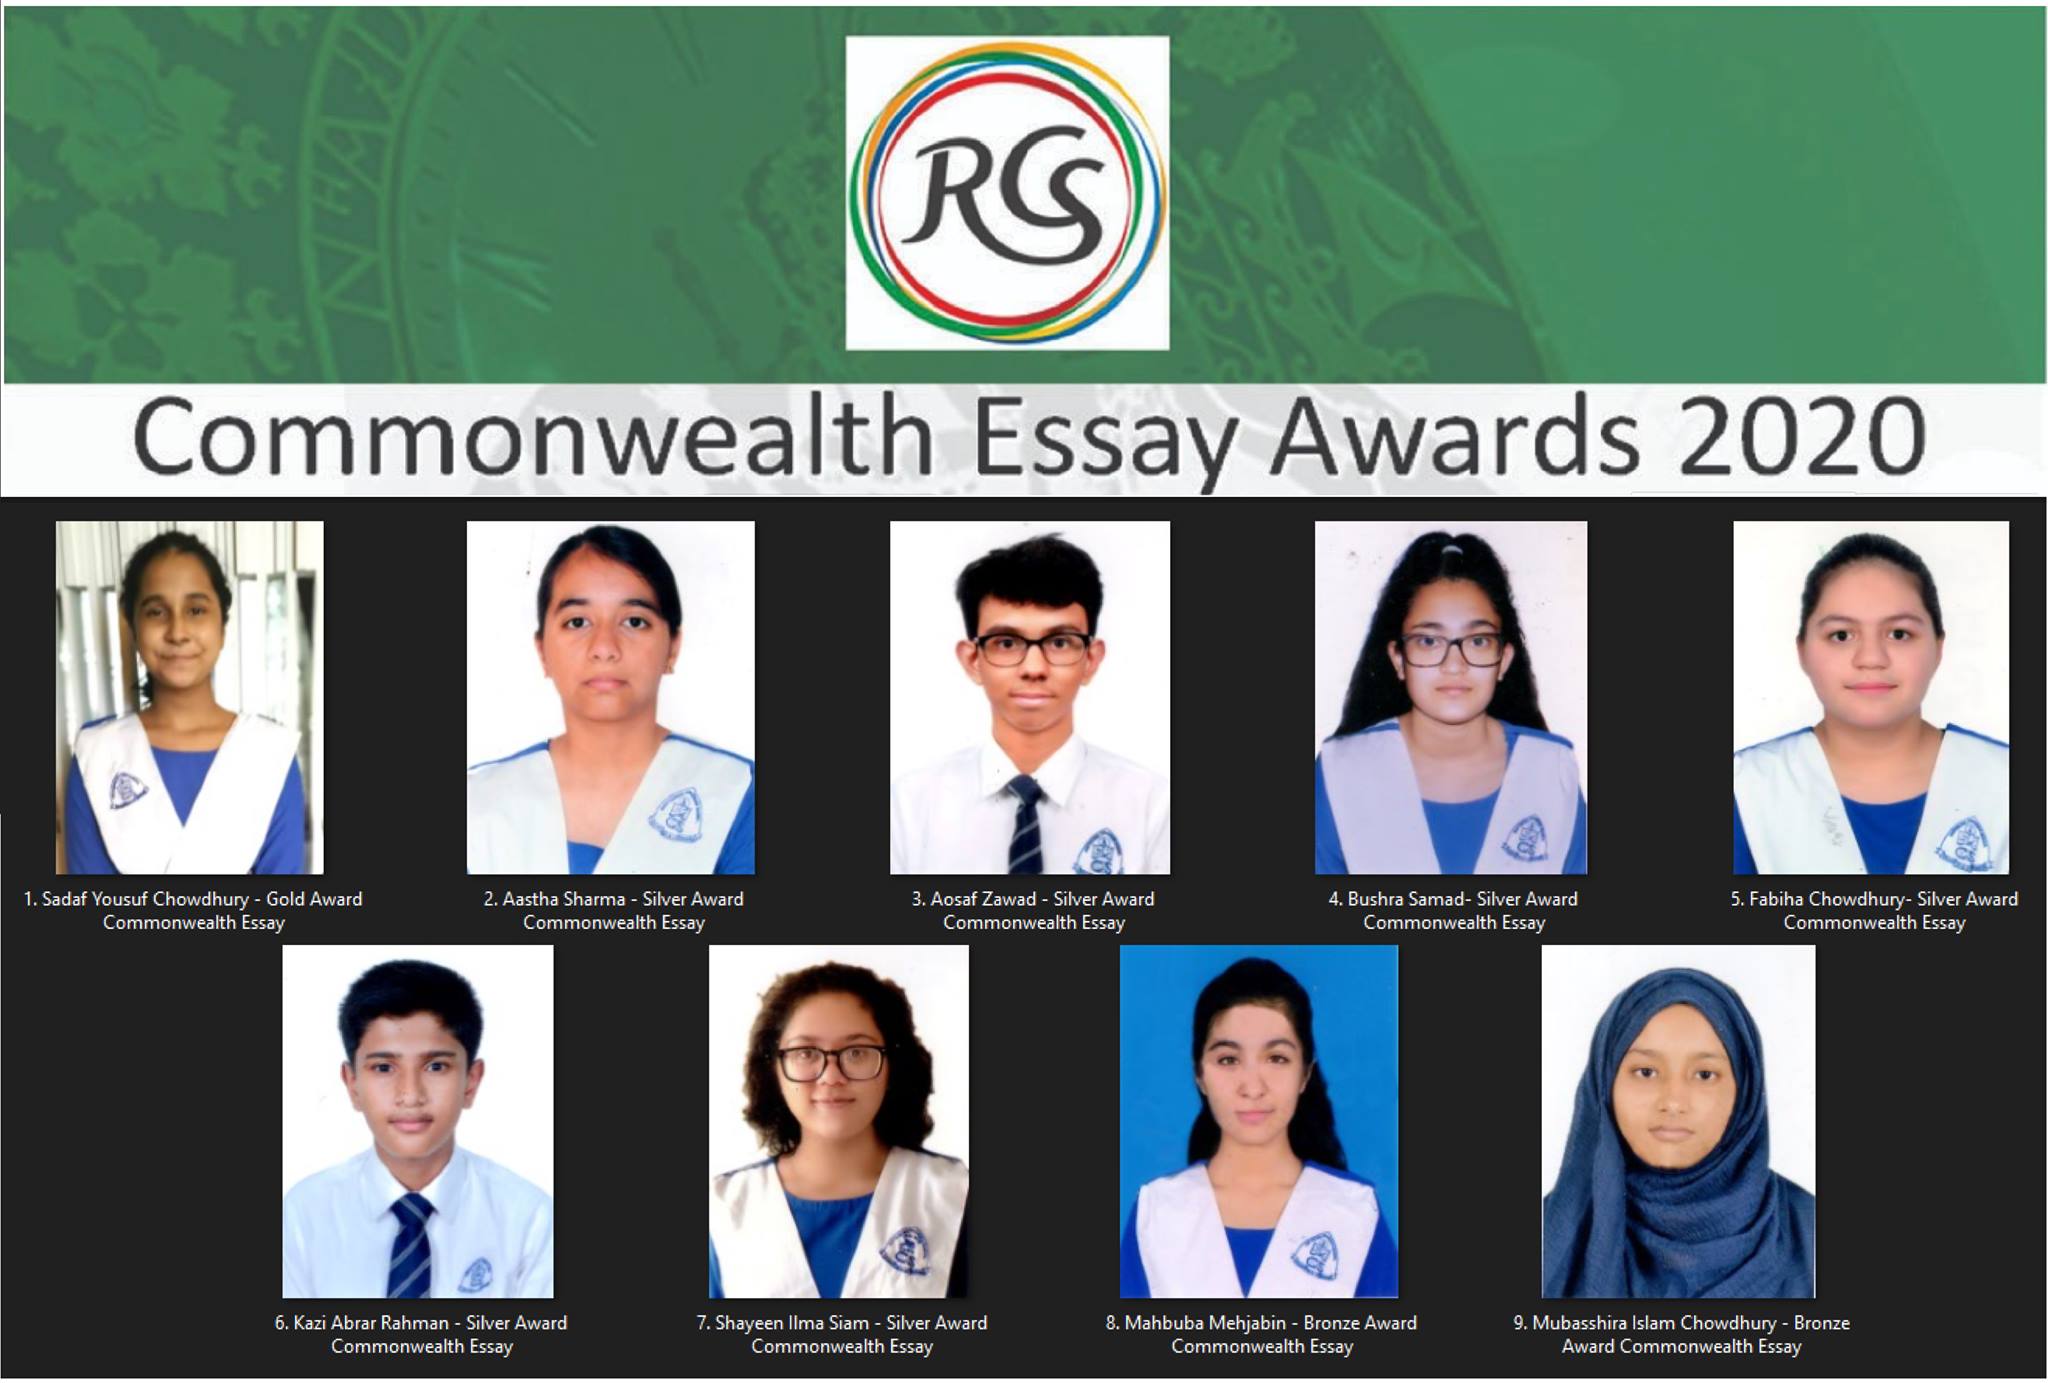 RCS
Commonwealth Essay Awards 2020
1. Sadaf Yousuf Chowdhury - Gold Award
Commonwealth Essay
2. Aastha Sharma - Silver Award
Commonwealth Essay
3. Aosaf Zawad - Silver Award
Commonwealth Essay
4. Bushra Samad- Silver Award
Commonwealth Essay
5. Fabiha Chowdhury- Silver Award
Commonwealth Essay
6. Kazi Abrar Rahman - Silver Award
Commonwealth Essay
7. Shayeen Ilma Siam - Silver Award
Commonwealth Essay
8. Mahbuba Mehjabin - Bronze Award
Commonwealth Essay
9. Mubasshira Islam Chowdhury - Bronze
Award Commonwealth Essay